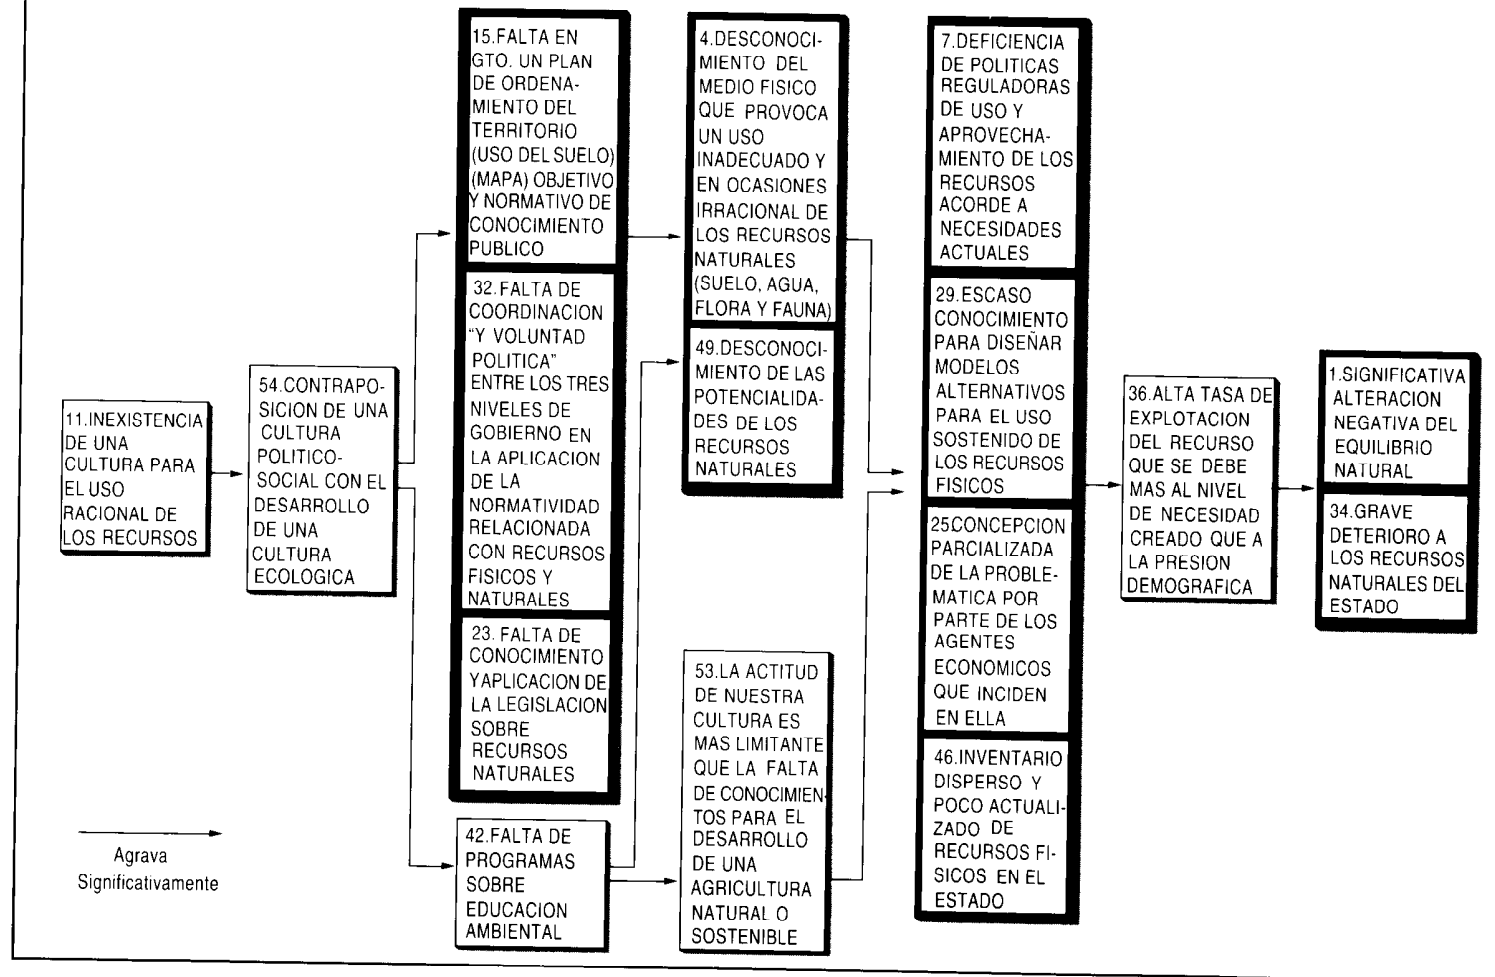 11.INEXISTENCIA
DE UNA
CULTURA PARA
EL USO
RACIONAL DE
LOS RECURSOS
54.CONTRAPO-
SICION DE UNA
CULTURA
POLITICO-
SOCIAL CON EL
DESARROLLO
DE UNA
CULTURA
ECOLOGICA
15.FALTA EN
GTO. UN PLAN
DE ORDENA-
MIENTO DEL
TERRITORIO
(USO DEL SUELO)
(MAPA) OBJETIVO
Y NORMATIVO DE
CONOCIMIENTO
PUBLICO
32.FALTA DE
COORDINACION
“Y VOLUNTAD
POLITICA”
ENTRE LOS TRES
NIVELES DE
GOBIERNO EN
LA APLICACION
DE LA
NORMATIVIDAD
RELACIONADA
CON RECURSOS
FISICOS Y
NATURALES
23. FALTA DE
CONOCIMIENTO
YAPLICACION DE
LA LEGISLACION
SOBRE
RECURSOS
NATURALES
42.FALTA DE
PROGRAMAS
SOBRE
EDUCACION
AMBIENTAL
4.DESCONOCI-
MIENTO DEL
MEDIO FISICO
QUE PROVOCA
UN USO
INADECUADO Y
EN OCASIONES
IRRACIONAL DE
LOS RECURSOS
NATURALES
(SUELO, AGUA,
FLORA Y FAUNA)
49.DESCONOCI-
MIENTO DE LAS
POTENCIALIDA-
DES DE LOS
RECURSOS
NATURALES
53.LA ACTITUD
DE NUESTRA
CULTURA ES
MAS LIMITANTE
QUE LA FALTA
DE CONOCIMIEN-
TOS PARA EL
DESARROLLO
DE UNA
AGRICULTURA
NATURAL O
SOSTENIBLE
7.DEFICIENCIA
DE POLITICAS
REGULADORAS
DE USO Y
APROVECHA-
MIENTO DE LOS
RECURSOS
ACORDE A
NECESIDADES
ACTUALES
29.ESCASO
CONOCIMIENTO
PARA DISEÑAR
MODELOS
ALTERNATIVOS
PARA EL USO
SOSTENIDO DE
LOS RECURSOS
FISICOS
25CONCEPCION
PARCIALIZADA
DE LA PROBLE-
MATICA POR
PARTE DE LOS
AGENTES
ECONOMICOS
QUE INCIDEN
EN ELLA
46.INVENTARIO
DISPERSO Y
POCO ACTUALI-
ZADO DE
RECURSOS FI-
SICOS EN EL
ESTADO
36.ALTA TASA DE
EXPLOTACION
DEL RECURSO
QUE SE DEBE
MAS AL NIVEL
DE NECESIDAD
CREADO QUE A
LA PRESION
DEMOGRAFICA
1.SIGNIFICATIVA
ALTERACION
NEGATIVA DEL
EQUILIBRIO
NATURAL
34.GRAVE
DETERIORO A
LOS RECURSOS
NATURALES DEL
ESTADO
Agrava
Significativamente